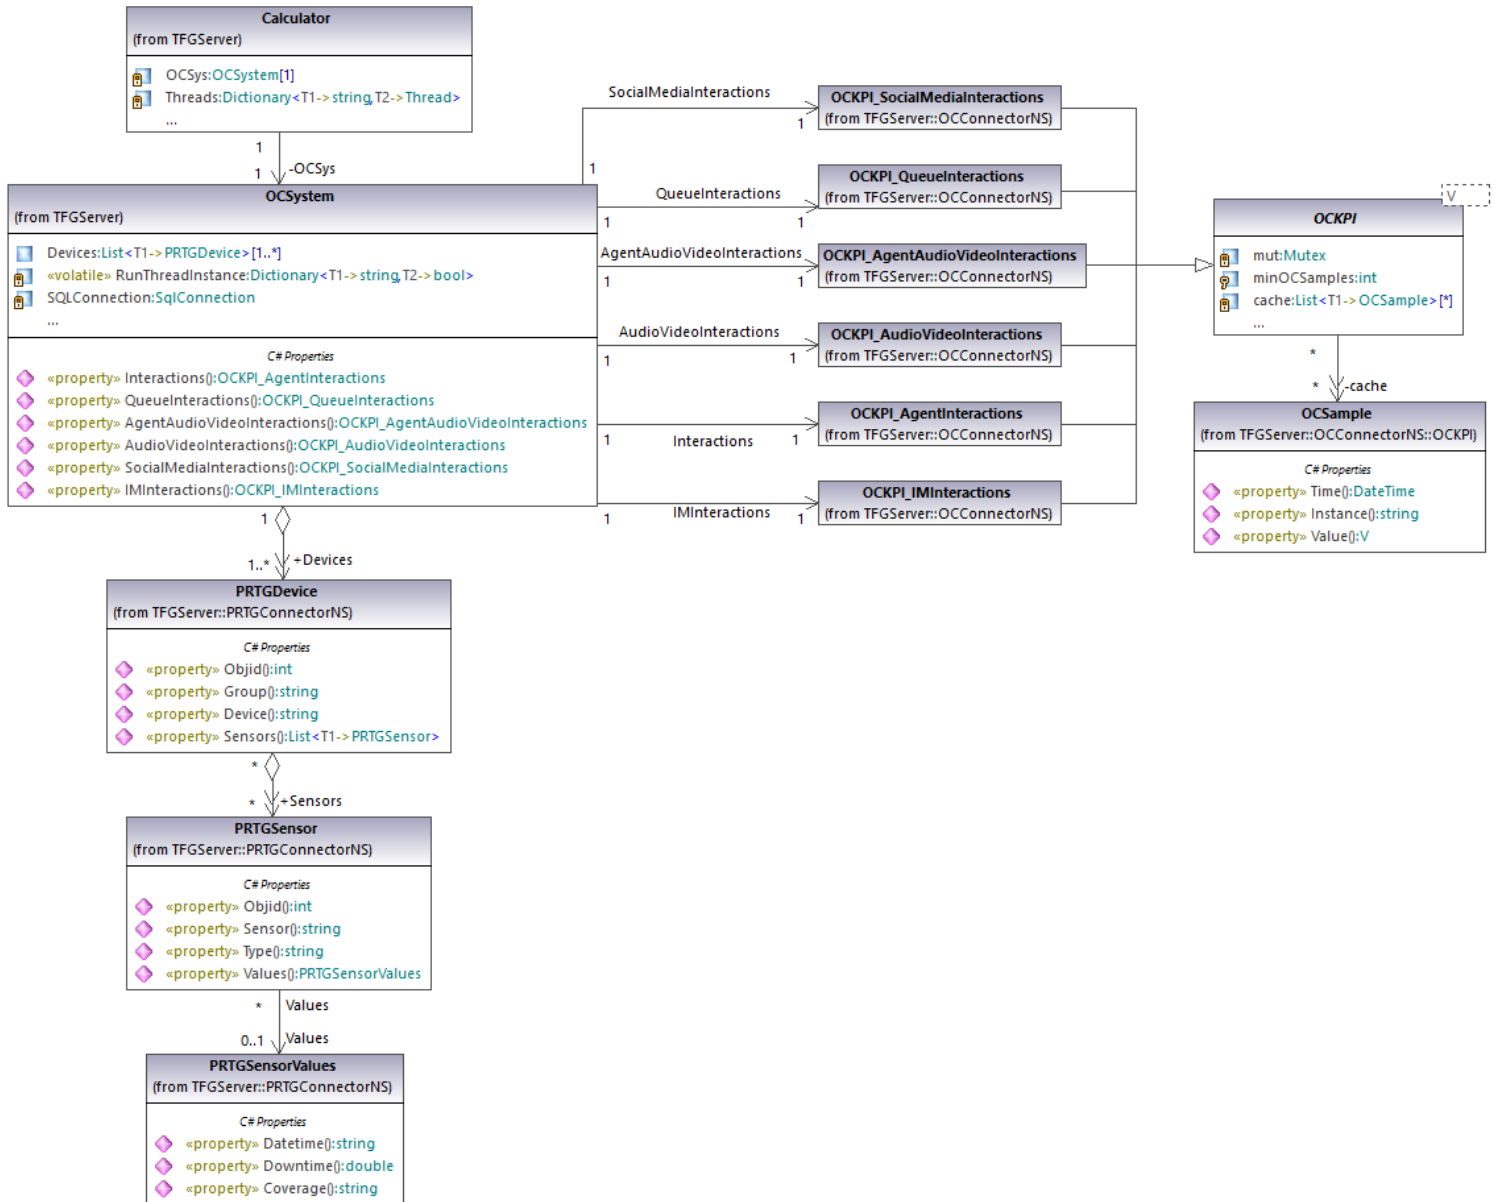 Calculator
(from TFGServer)
OCSys:OCSystem[1]
Threads:Dictionary<T1->string,T2->Thread>
...
1
1
-OCSys
OCSystem
(from TFGServer)
Devices:List<T1->PRTGDevice>[1..*]
«volatile» RunThreadInstance:Dictionary<T1->string,T2->bool>
SQLConnection:SqlConnection
...
C# Properties
«property» Interactions():OCKPI_AgentInteractions
«property» QueueInteractions():OCKPI_QueueInteractions
«property» AgentAudioVideoInteractions():OCKPI_AgentAudioVideoInteractions
«property» AudioVideoInteractions():OCKPI_AudioVideoInteractions
«property» SocialMediaInteractions():OCKPI_SocialMediaInteractions
«property» IMInteractions():OCKPI_IMInteractions
SocialMediaInteractions
1
1
OCKPI_SocialMediaInteractions
(from TFGServer::OCConnectorNS)
QueueInteractions
1
1
OCKPI_QueueInteractions
(from TFGServer::OCConnectorNS)
AgentAudioVideoInteractions
1
1
OCKPI_AgentAudioVideoInteractions
(from TFGServer::OCConnectorNS)
AudioVideoInteractions
1
1
OCKPI_AudioVideoInteractions
(from TFGServer::OCConnectorNS)
Interactions
1
1
OCKPI_AgentInteractions
(from TFGServer::OCConnectorNS)
IMInteractions
1
1
OCKPI_IMInteractions
(from TFGServer::OCConnectorNS)
V
OCKPI
mut:Mutex
minOCSamples:int
cache:List<T1->OCSample>[*]
...
*
*
-cache
OCSample
(from TFGServer::OCConnectorNS::OCKPI)
C# Properties
«property» Time():DateTime
«property» Instance():string
«property» Value():V
1
1..*
+Devices
PRTGDevice
(from TFGServer::PRTGConnectorNS)
C# Properties
«property» Objid():int
«property» Group():string
«property» Device():string
«property» Sensors():List<T1->PRTGSensor>
*
*
+Sensors
PRTGSensor
(from TFGServer::PRTGConnectorNS)
C# Properties
«property» Objid():int
«property» Sensor():string
«property» Type():string
«property» Values():PRTGSensorValues
*
Values
0..1
Values
PRTGSensorValues
(from TFGServer::PRTGConnectorNS)
C# Properties
«property» Datetime():string
«property» Downtime():double
«property» Coverage():string